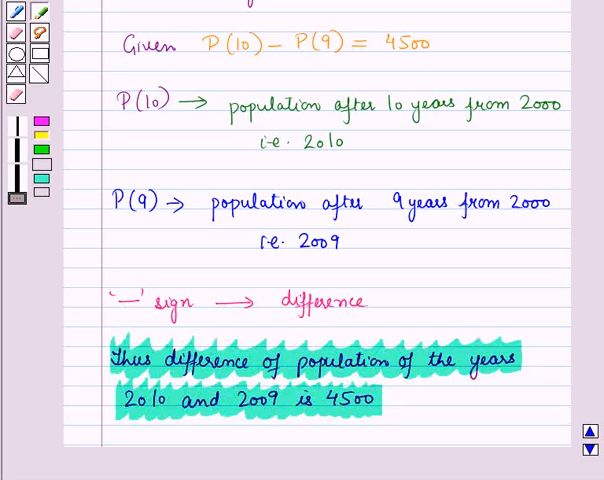 Given P(10) - P(9) = 4500
P(10) → population after 10 years from 2000
i.e. 2010
P(9) → population after 9 years from 2000
i.e. 2009
'—' sign → difference
Thus difference of population of the years
2010 and 2009 is 4500